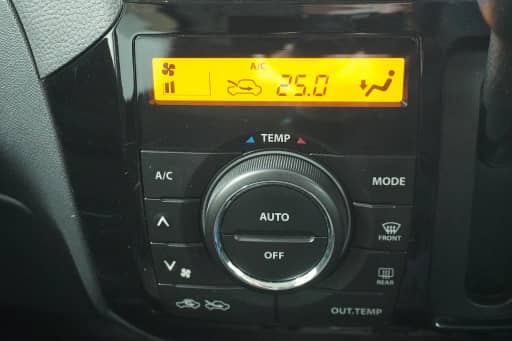 A/C
25.0
TEMP
A/C
MODE
AUTO
OFF
FRONT
REAR
OUT.TEMP